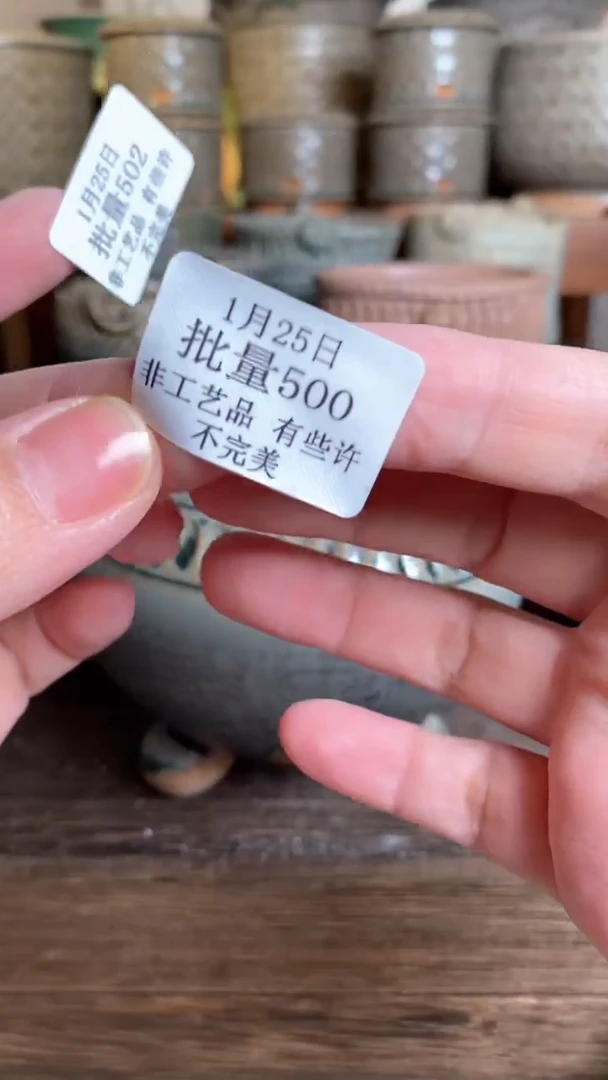 1月25日
批量502
非工艺品 有些许
不完美
1月25日
批量500
非工艺品 有些许
不完美